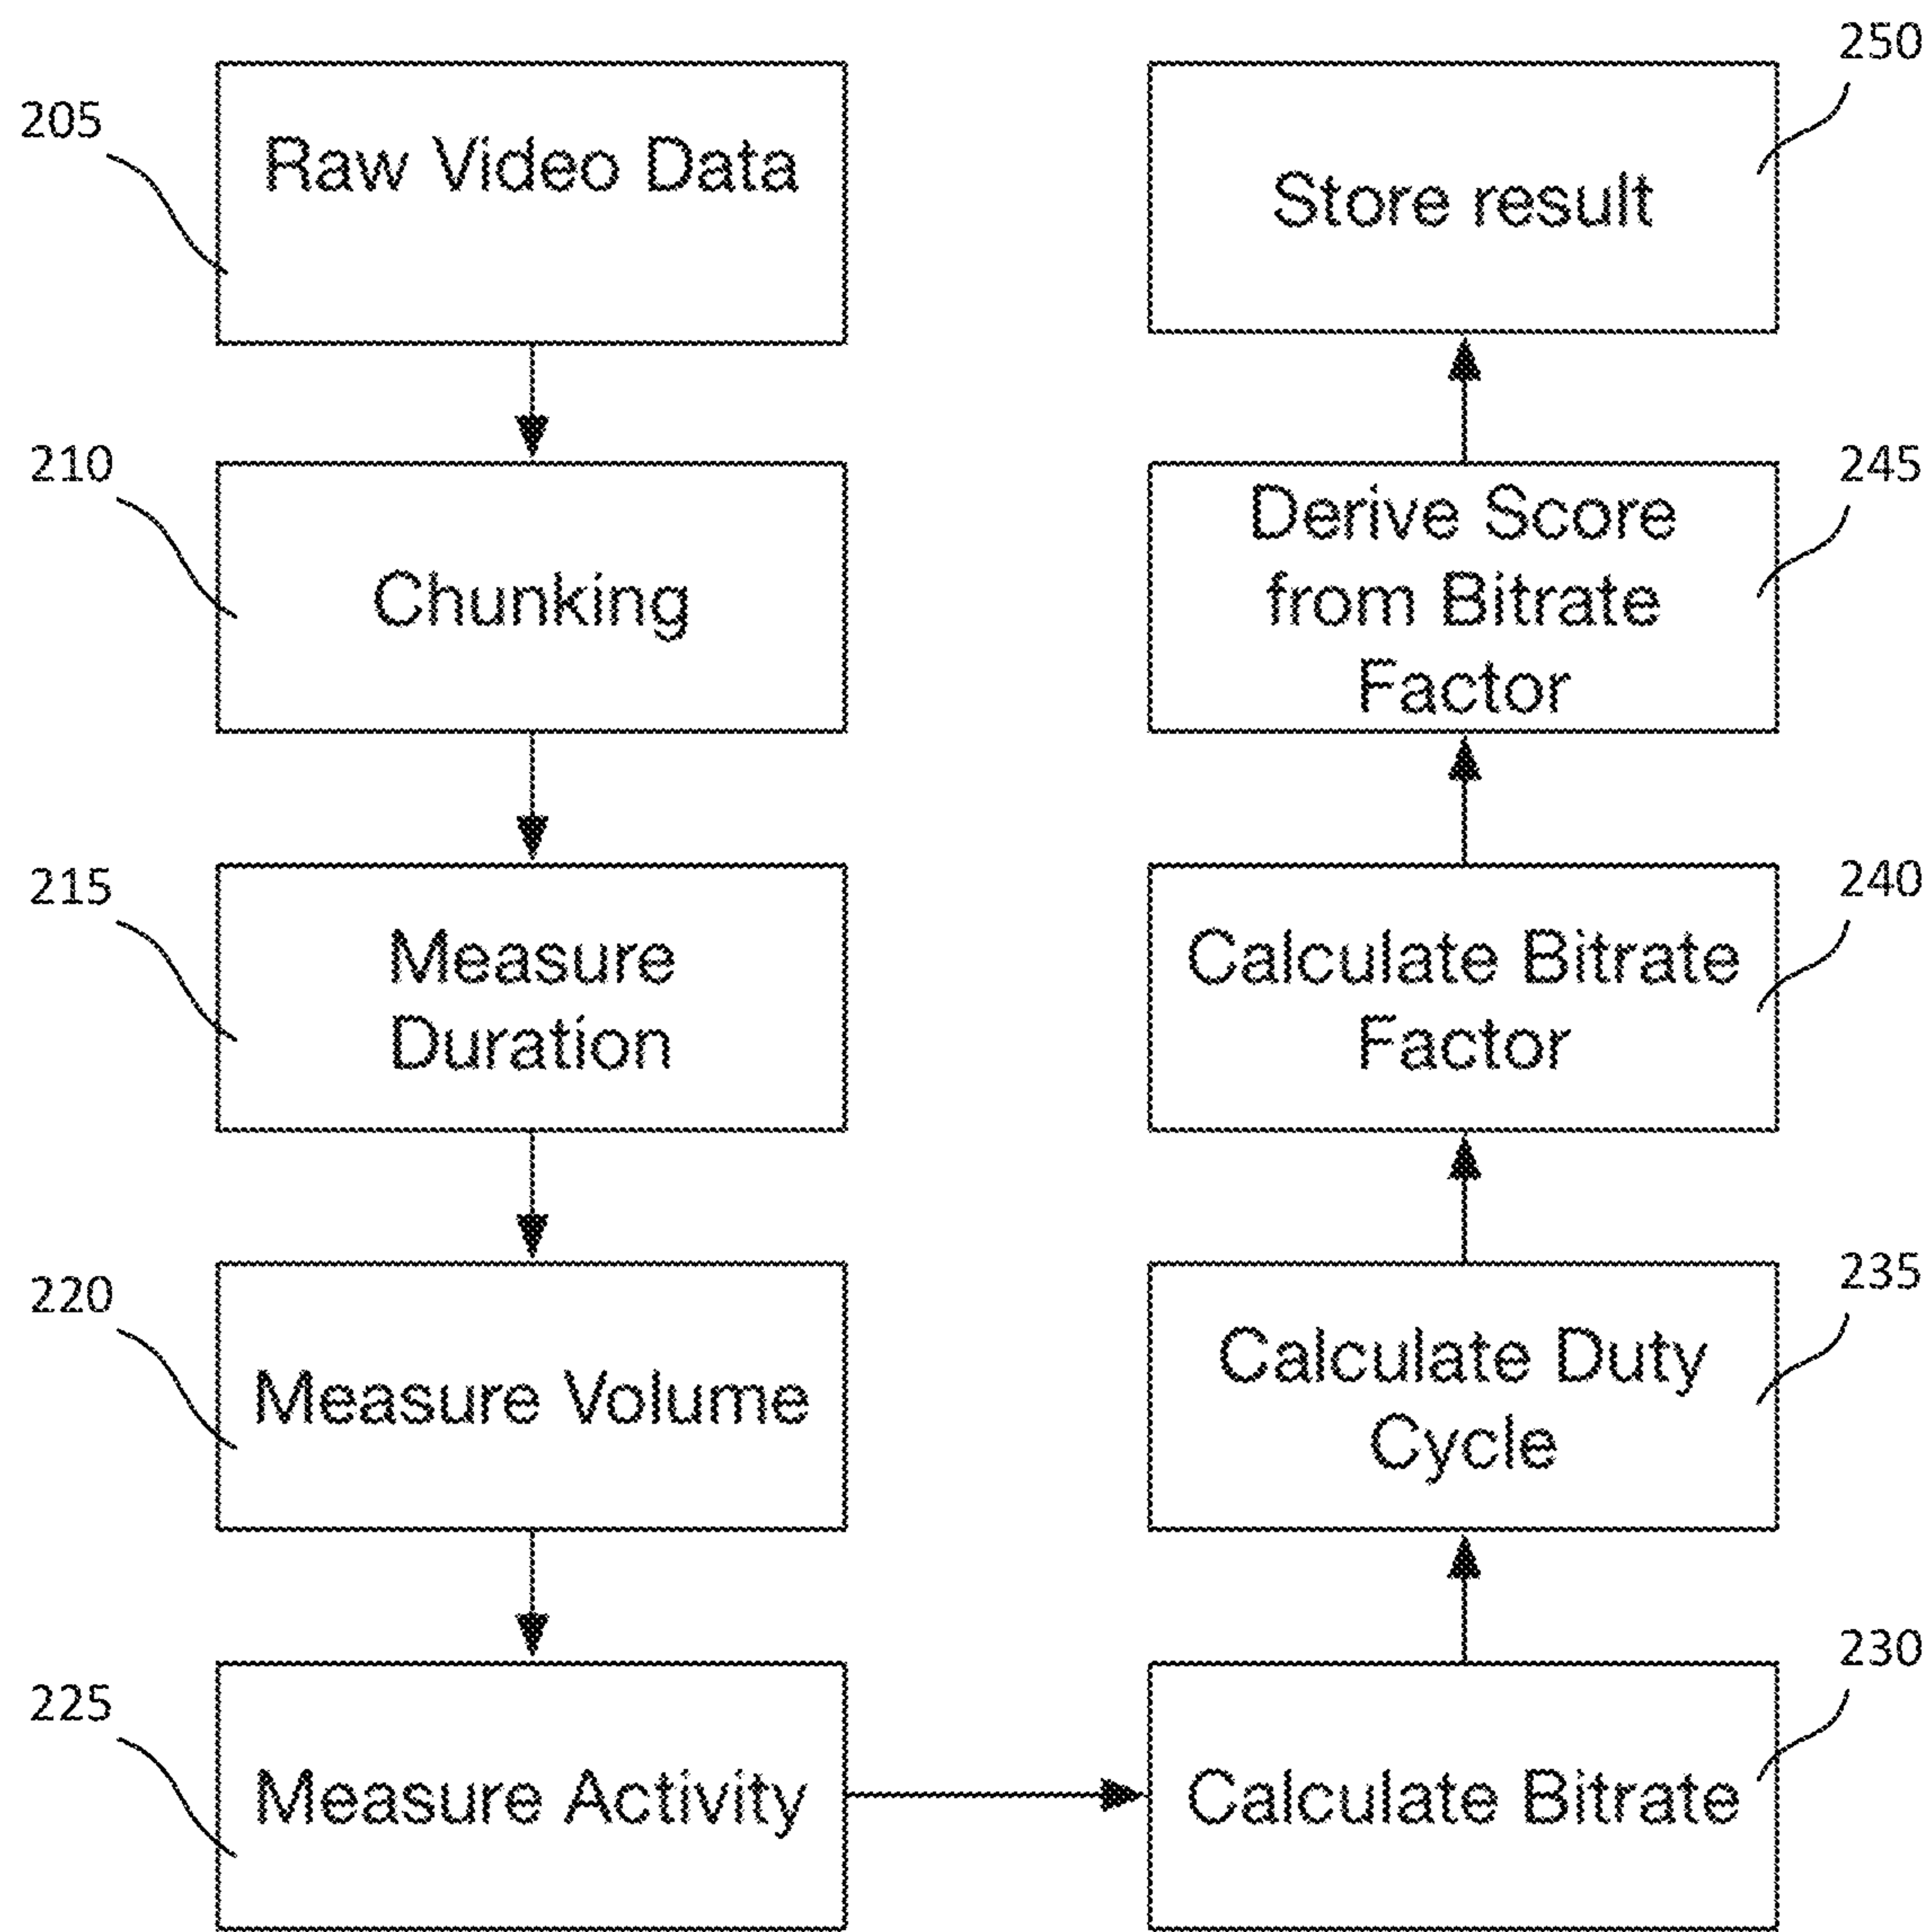 205
Raw Video Data
210
Chunking
215
Measure
Duration
220
Measure Volume
225
Measure Activity
230
Calculate Bitrate
235
Calculate Duty
Cycle
240
Calculate Bitrate
Factor
245
Derive Score
from Bitrate
Factor
250
Store result